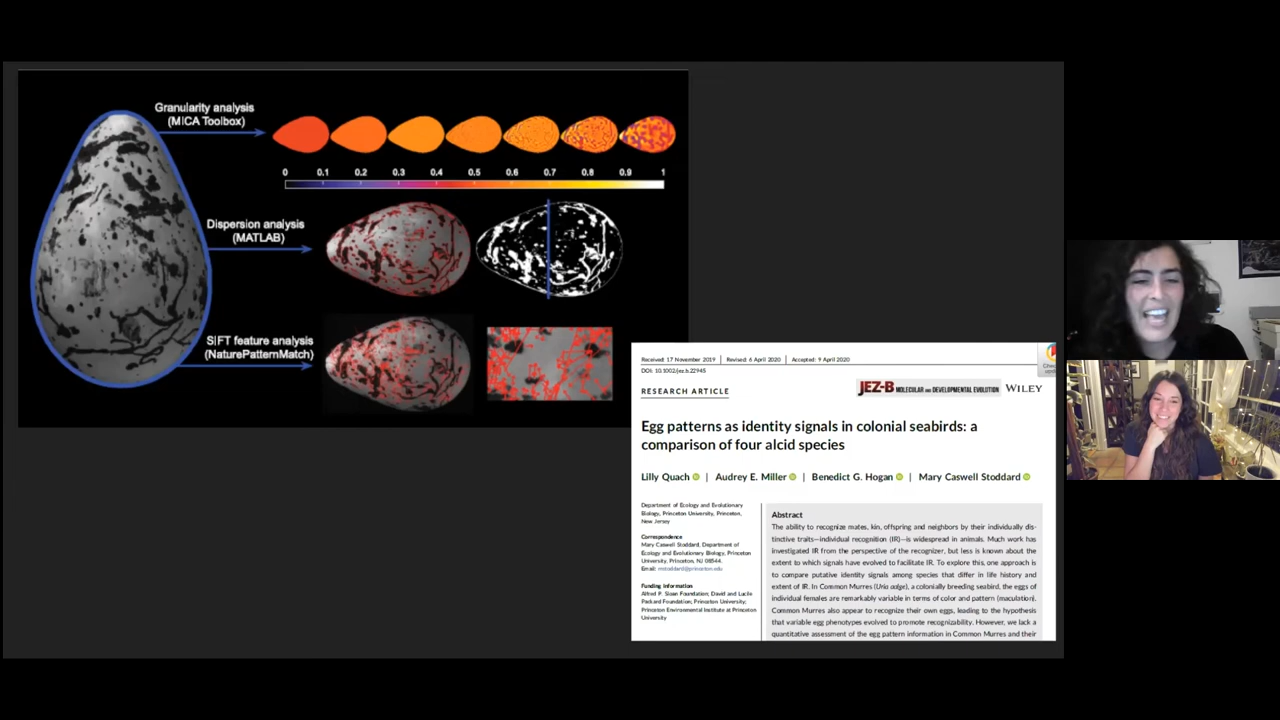 Granularity analysis
(MICA Toolbox)
0 0.1 0.2 0.3 0.4 0.5 0.6 0.7 0.8 0.9 1
Dispersion analysis
(MATLAB)
SIFT feature analysis
(NaturePatternMatch)
Received: 17 November 2019 | Revised: 6 April 2020 | Accepted: 9 April 2020
DOI: 10.1002/jez.b.22945
RESEARCH ARTICLE
JEZ-B MOLECULAR AND DEVELOPMENTAL EVOLUTION WILEY
Egg patterns as identity signals in colonial seabirds: a
comparison of four alcid species
Lilly Quach | Audrey E. Miller | Benedict G. Hogan | Mary Caswell Stoddard
Department of Ecology and Evolutionary
Biology, Princeton University, Princeton,
New Jersey
Correspondence
Mary Caswell Stoddard, Department of
Ecology and Evolutionary Biology, Princeton
University, Princeton, NJ 08544.
Email: mstoddard@princeton.edu
Funding information
Alfred P. Sloan Foundation; David and Lucile
Packard Foundation; Princeton University;
Princeton Environmental Institute at Princeton
University
Abstract
The ability to recognize mates, kin, offspring and neighbors by their individually dis-
tinctive traits—individual recognition (IR)—is widespread in animals. Much work has
investigated IR from the perspective of the recognizer, but less is known about the
extent to which signals have evolved to facilitate IR. To explore this, one approach is
to compare putative identity signals among species that differ in life history and
extent of IR. In Common Murres (Uria aalge), a colonially breeding seabird, the eggs of
individual females are remarkably variable in terms of color and pattern (maculation).
Common Murres also appear to recognize their own eggs, leading to the hypothesis
that variable egg phenotypes evolved to promote recognizability. However, we lack a
quantitative assessment of the egg pattern information in Common Murres and their